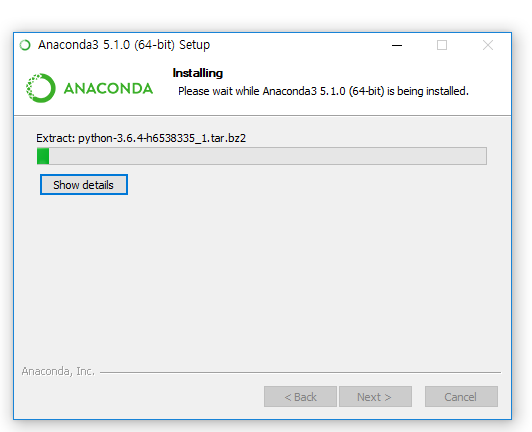 Anaconda3 5.1.0 (64-bit) Setup
ANACONDA
Installing
Please wait while Anaconda3 5.1.0 (64-bit) is being installed.
Extract: python-3.6.4-h6538335_1.tar.bz2
Show details
Anaconda, Inc.
< Back
Next >
Cancel